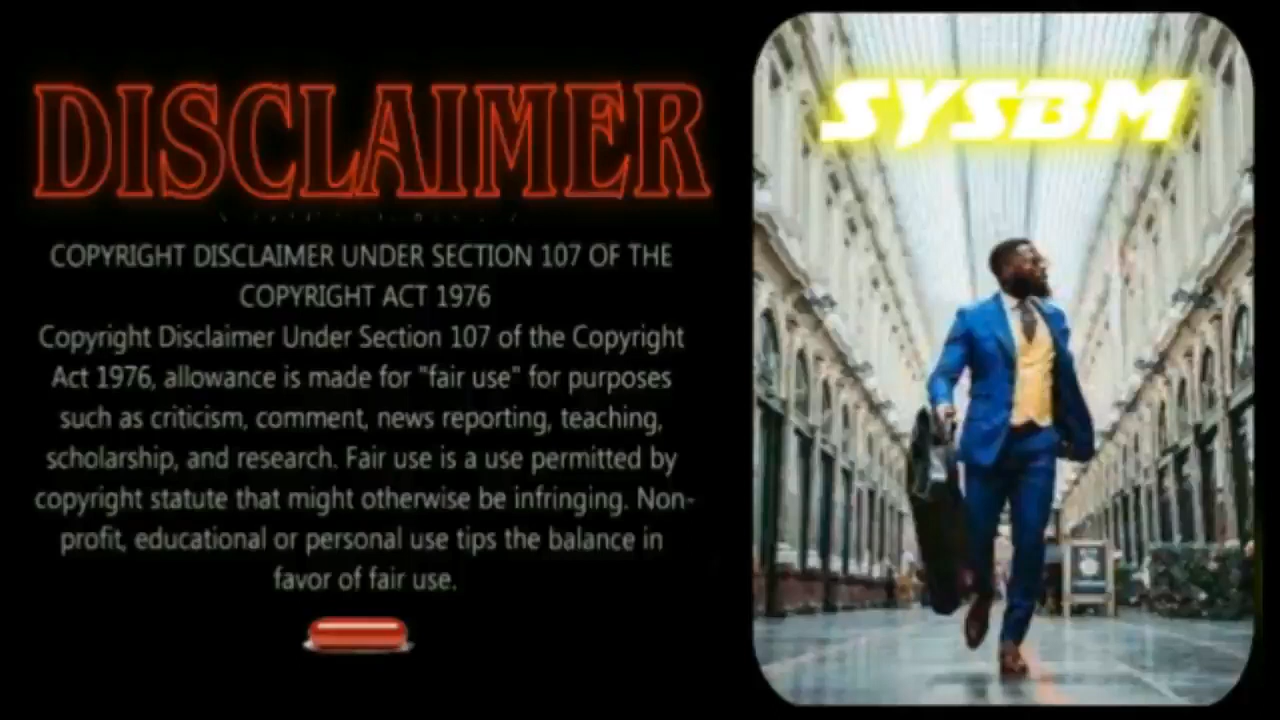 DISCLAIMER
COPYRIGHT DISCLAIMER UNDER SECTION 107 OF THE
COPYRIGHT ACT 1976
Copyright Disclaimer Under Section 107 of the Copyright
Act 1976, allowance is made for "fair use" for purposes
such as criticism, comment, news reporting, teaching,
scholarship, and research. Fair use is a use permitted by
copyright statute that might otherwise be infringing. Non-
profit, educational or personal use tips the balance in
favor of fair use.
SYSBM